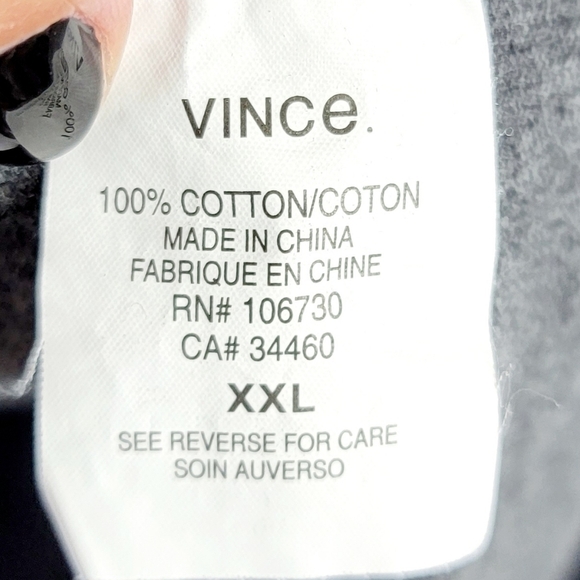 VINCe.
100% COTTON/COTON
MADE IN CHINA
FABRIQUE EN CHINE
RN# 106730
CA# 34460
XXL
SEE REVERSE FOR CARE
SOIN AUVERSO